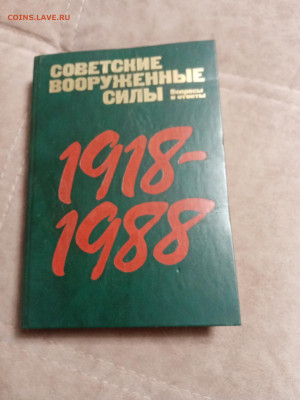 COINS.LAVE.RU
СОВЕТСКИЕ
ВООРУЖЕННЫЕ
СИЛЫ Вопросы и ответы
1918-
1988